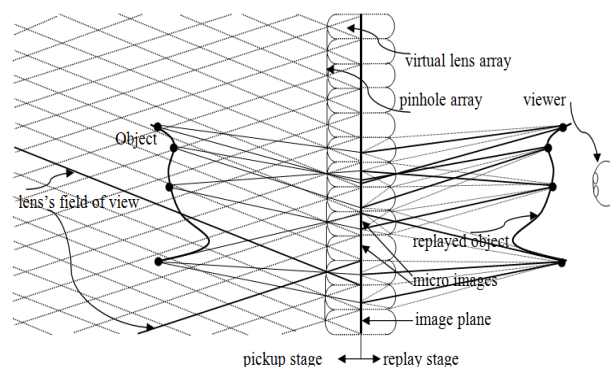 virtual lens array
pinhole array
viewer
Object
lens's field of view
replayed object
micro images
image plane
pickup stage
replay stage